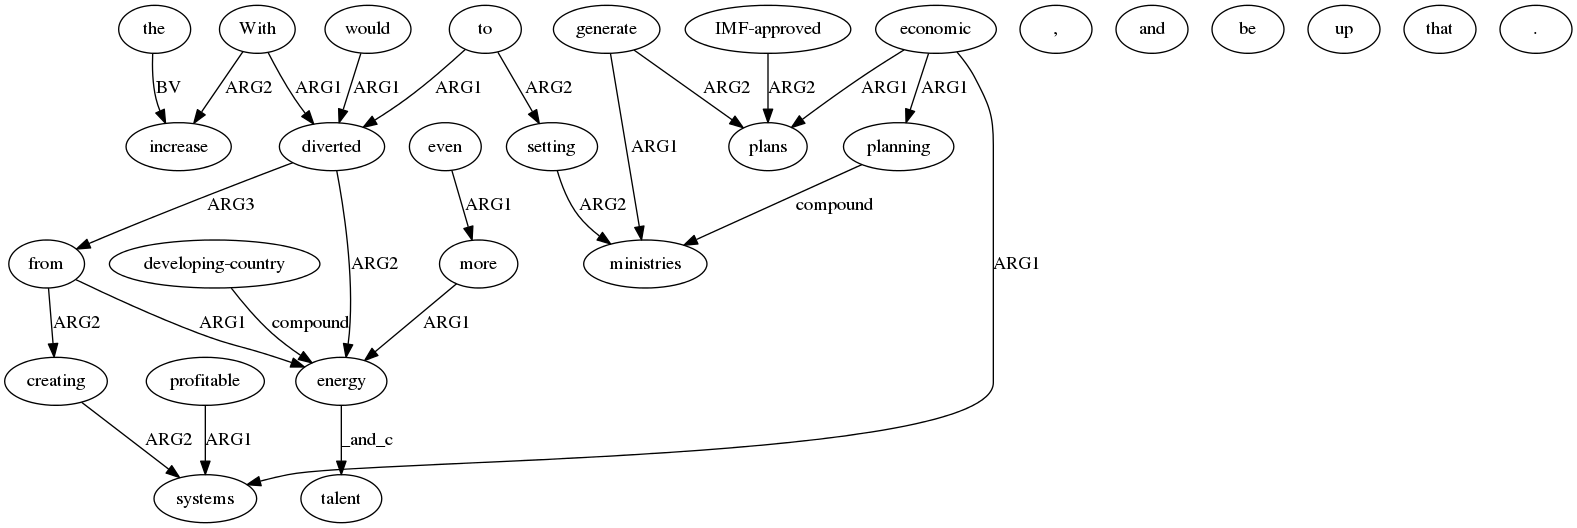 the With would to generate IMF-approved economic , and be up that .
BV ARG2 ARG1 ARG1 ARG1 ARG2 ARG2 ARG2 ARG1 ARG1
increase diverted even setting plans planning
ARG3 ARG1 ARG2 ARG1 compound
from developing-country ARG2 more ministries ARG1
ARG2 ARG1 compound ARG1
creating profitable energy
ARG2 ARG1 _and_c
systems talent